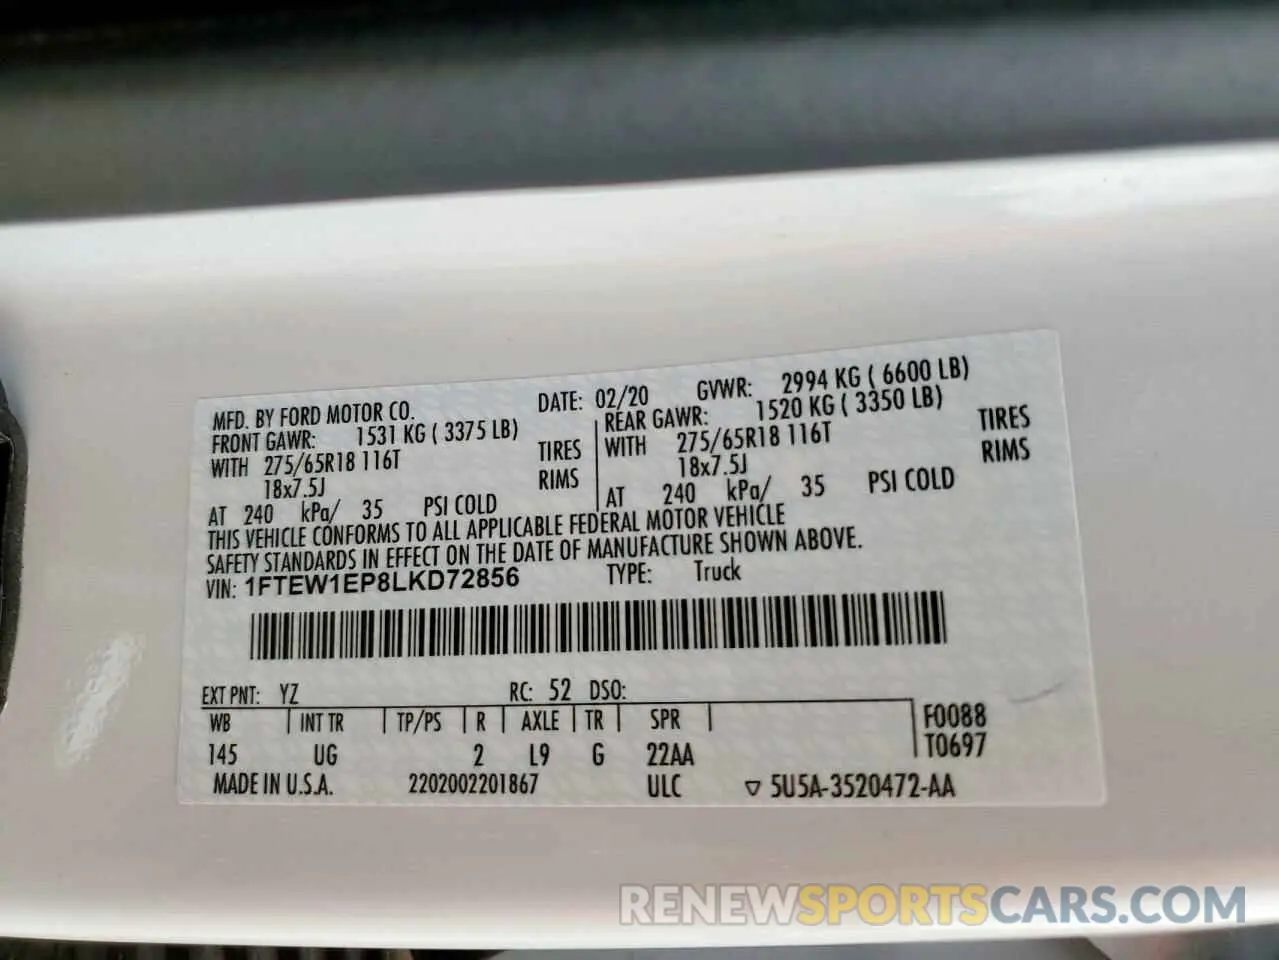 MFD. BY FORD MOTOR CO. DATE: 02/20 GVWR: 2994 KG ( 6600 LB)
FRONT GAWR: 1531 KG ( 3375 LB) REAR GAWR: 1520 KG ( 3350 LB)
WITH 275/65R18 116T TIRES WITH 275/65R18 116T TIRES
18x7.5J RIMS 18x7.5J RIMS
AT 240 kPa/ 35 PSI COLD AT 240 kPa/ 35 PSI COLD
THIS VEHICLE CONFORMS TO ALL APPLICABLE FEDERAL MOTOR VEHICLE
SAFETY STANDARDS IN EFFECT ON THE DATE OF MANUFACTURE SHOWN ABOVE.
VIN: 1FTEW1EP8LKD72856 TYPE: Truck
EXT PNT: YZ RC: 52 DSO:
WB INT TR TP/PS R AXLE TR SPR F0088
145 UG 2 L9 G 22AA T0697
MADE IN U.S.A. 2202002201867 ULC ▽ 5U5A-3520472-AA
RENEWSPORTSCARS.COM